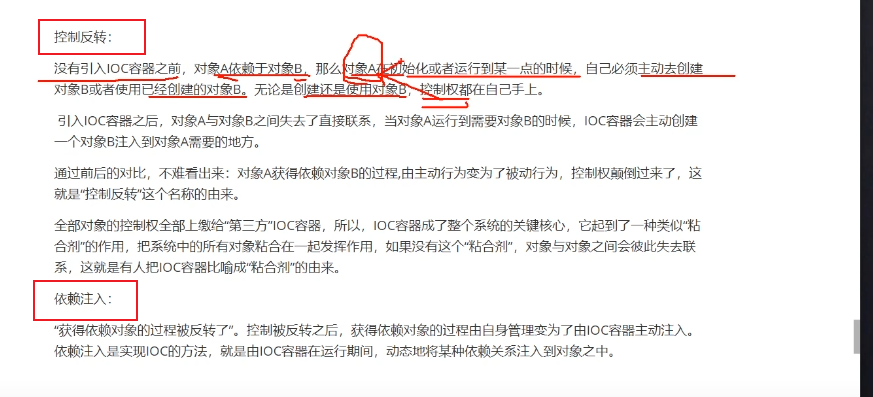 控制反转：
没有引入IOC容器之前，对象A依赖于对象B，那么对象A在初始化或者运行到某一点的时候，自己必须主动去创建
对象B或者使用已经创建的对象B。无论是创建还是使用对象B，控制权都在自己手上。
引入IOC容器之后，对象A与对象B之间失去了直接联系，当对象A运行到需要对象B的时候，IOC容器会主动创建
一个对象B注入到对象A需要的地方。
通过前后的对比，不难看出来：对象A获得依赖对象B的过程,由主动行为变为了被动行为，控制权颠倒过来了，这
就是“控制反转”这个名称的由来。
全部对象的控制权全部上缴给“第三方”IOC容器，所以，IOC容器成了整个系统的关键核心，它起到了一种类似“粘
合剂”的作用，把系统中的所有对象粘合在一起发挥作用，如果没有这个“粘合剂”，对象与对象之间会彼此失去联
系，这就是有人把IOC容器比喻成“粘合剂”的由来。
依赖注入：
“获得依赖对象的过程被反转了”。控制被反转之后，获得依赖对象的过程由自身管理变为了由IOC容器主动注入。
依赖注入是实现IOC的方法，就是由IOC容器在运行期间，动态地将某种依赖关系注入到对象之中。